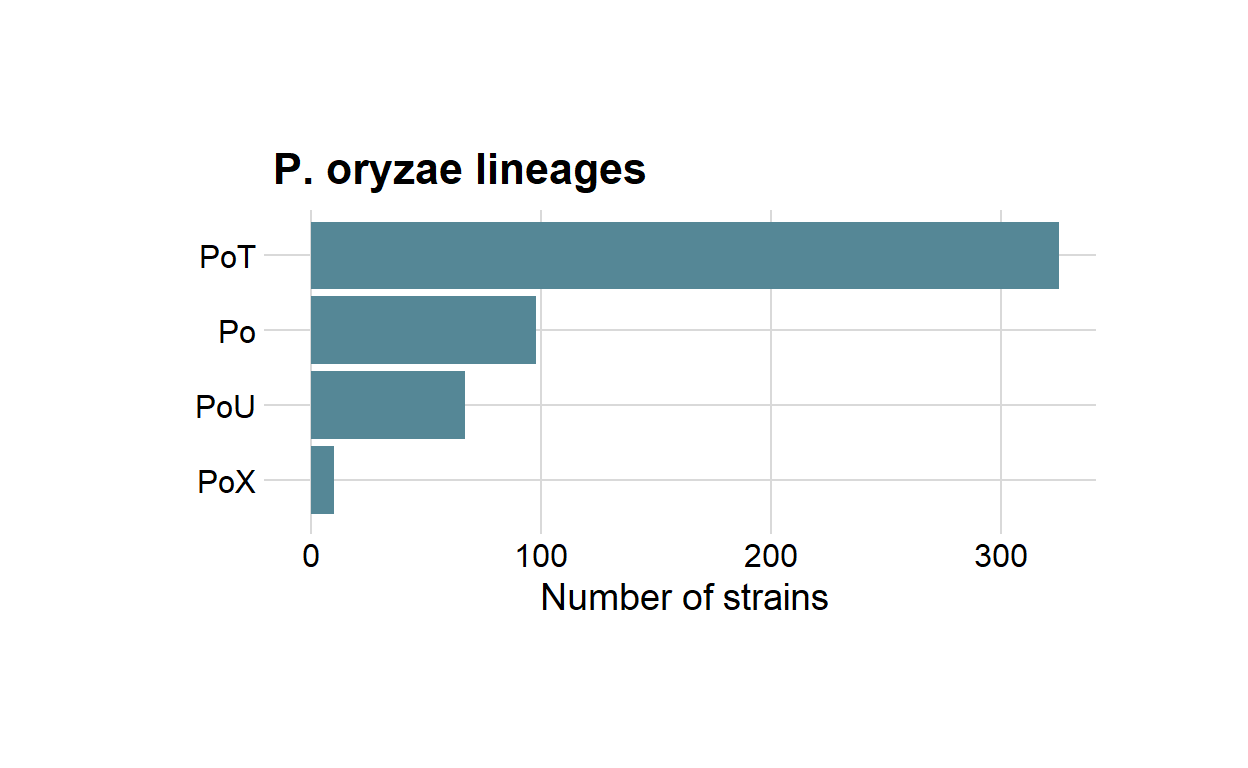 P. oryzae lineages
PoT
Po
PoU
PoX
0 100 200 300
Number of strains